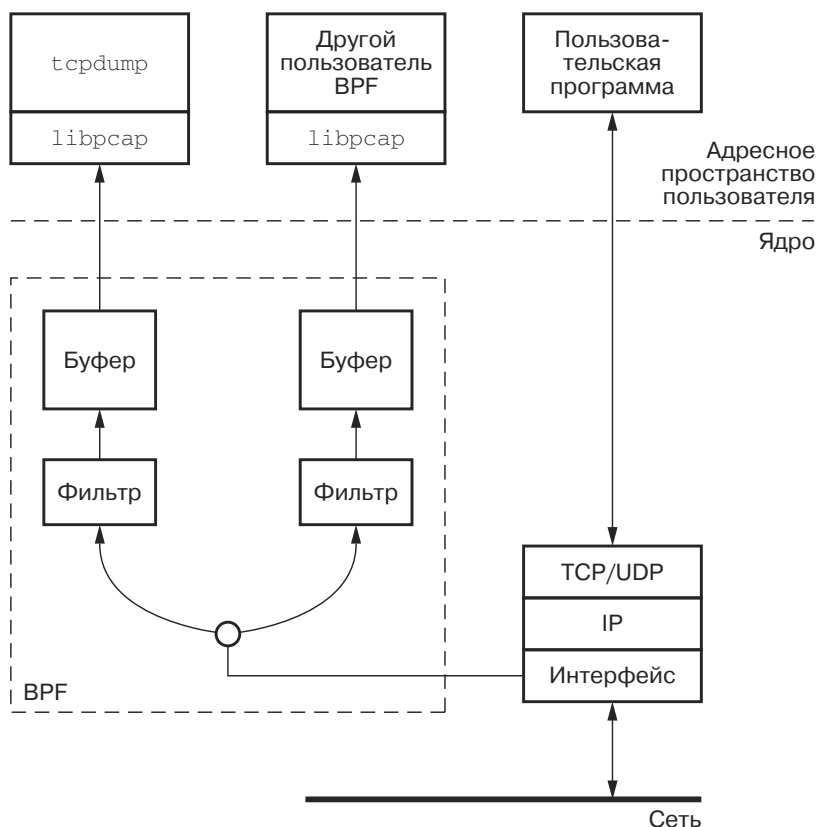 tcpdump
libpcap
Другой
пользователь
BPF
libpcap
Пользова-
тельская
программа
Адресное
пространство
пользователя
Ядро
Буфер
Буфер
Фильтр
Фильтр
TCP/UDP
IP
Интерфейс
BPF
Сеть